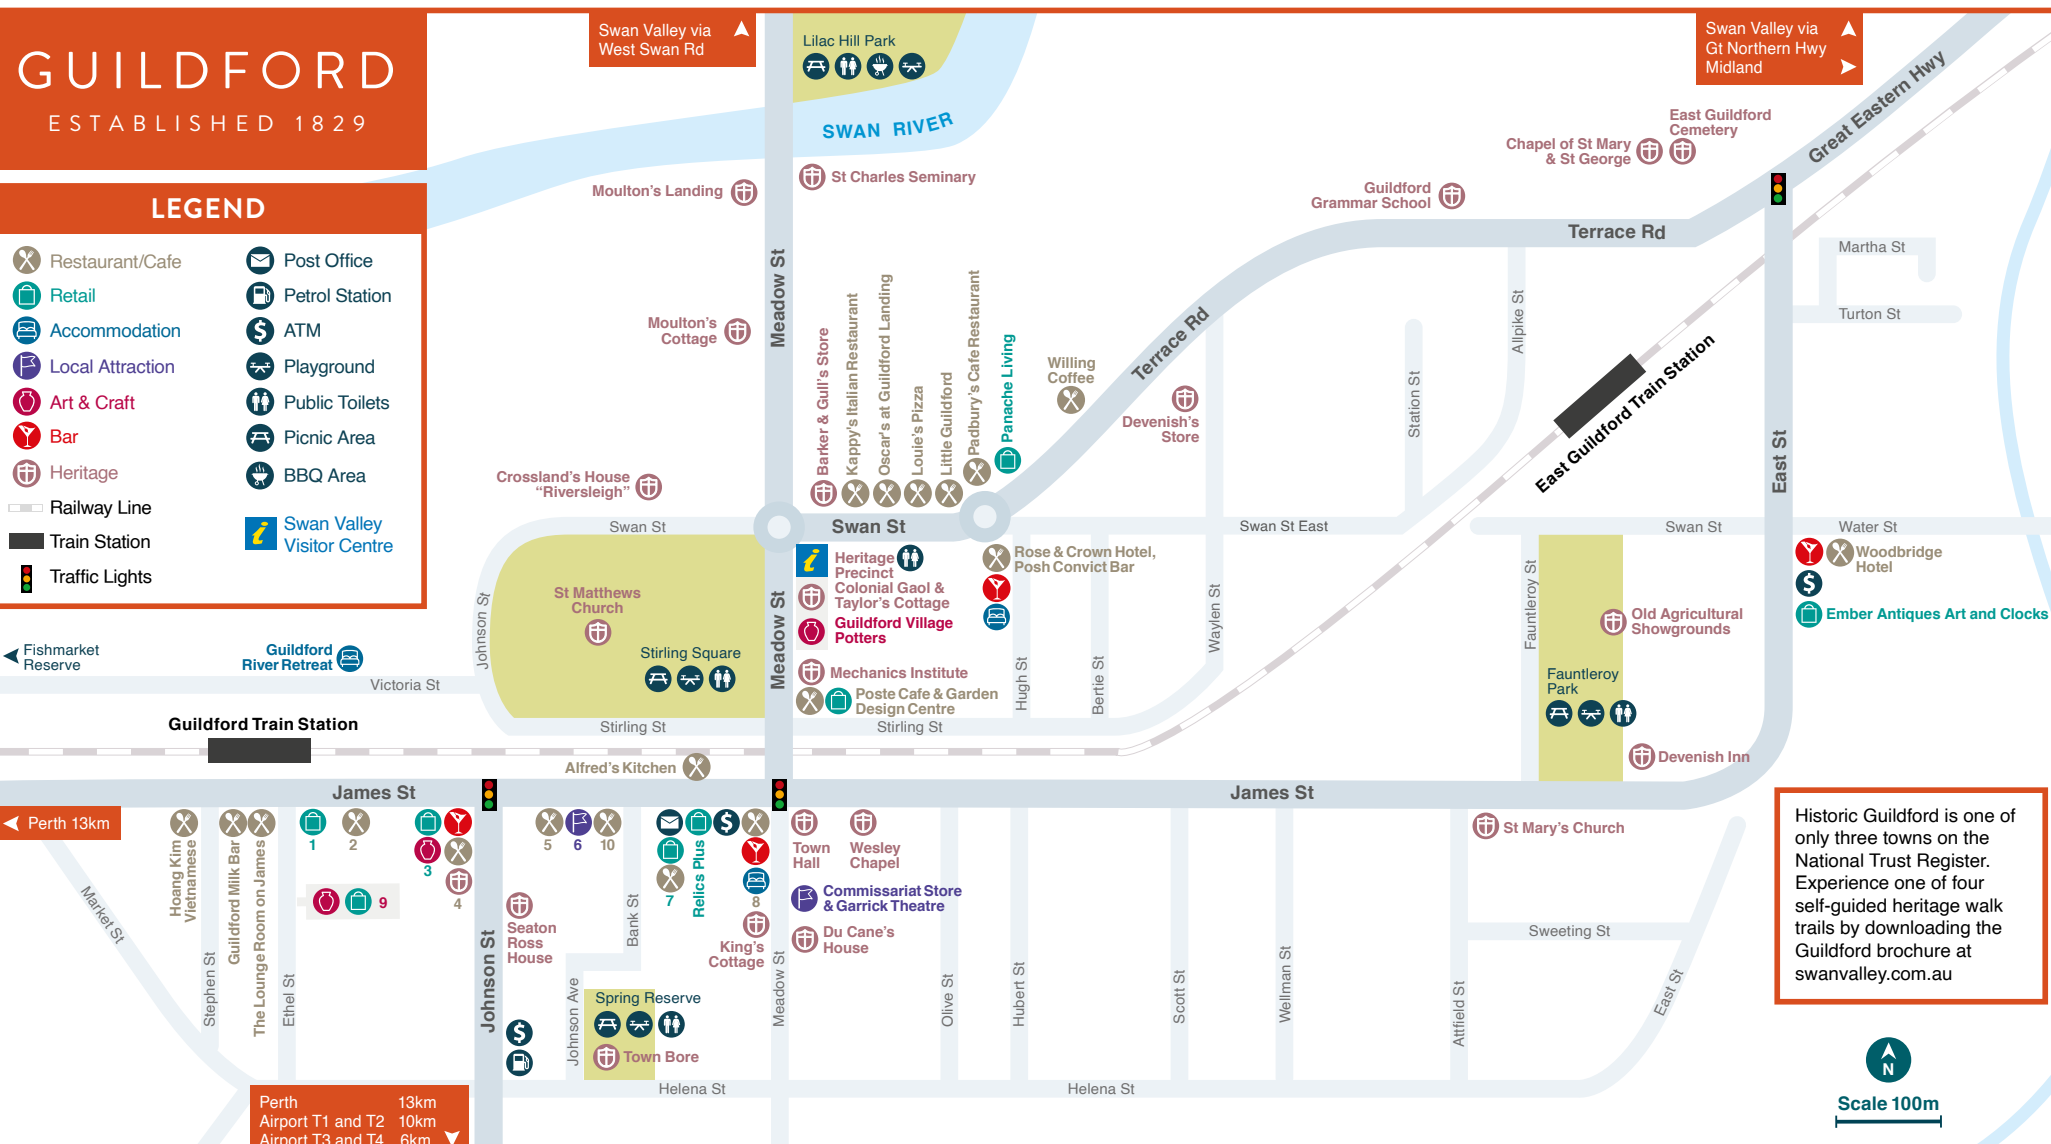 GUILDFORD
ESTABLISHED 1829
LEGEND
Restaurant/Cafe
Retail
Accommodation
Local Attraction
Art & Craft
Bar
Heritage
Railway Line
Train Station
Traffic Lights
Post Office
Petrol Station
$
ATM
Playground
Public Toilets
Picnic Area
BBQ Area
i
Swan Valley
Visitor Centre
Swan Valley via
West Swan Rd
Lilac Hill Park
SWAN RIVER
Swan Valley via
Gt Northern Hwy
Midland
Great Eastern Hwy
East Guildford
Cemetery
Chapel of St Mary
& St George
Guildford
Grammar School
Terrace Rd
Moulton's Landing
St Charles Seminary
Meadow St
Moulton's
Cottage
Barker & Gull's Store
Kappy's Italian Restaurant
Oscar's at Guildford Landing
Louie's Pizza
Little Guildford
Padbury's Cafe Restaurant
Panache Living
Willing
Coffee
Terrace Rd
Devenish's
Store
Allpike St
Station St
East Guildford Train Station
East St
Martha St
Turton St
Crossland's House
"Riversleigh"
Swan St
Swan St
Swan St East
Swan St
Water St
i
Heritage
Precinct
Colonial Gaol &
Taylor's Cottage
Guildford Village
Potters
Mechanics Institute
Poste Cafe & Garden
Design Centre
Rose & Crown Hotel,
Posh Convict Bar
Woodbridge
Hotel
$
Ember Antiques Art and Clocks
Fauntleroy St
Old Agricultural
Showgrounds
Fauntleroy
Park
Devenish Inn
Johnson St
St Matthews
Church
Stirling Square
Meadow St
Hugh St
Bertie St
Waylen St
Fishmarket
Reserve
Guildford
River Retreat
Victoria St
Stirling St
Stirling St
Guildford Train Station
Alfred's Kitchen
James St
James St
Perth 13km
Market St
Hoang Kim
Vietnamese
Stephen St
Guildford Milk Bar
The Lounge Room on James
Ethel St
1
2
3
4
9
Johnson St
5
6
10
Seaton
Ross
House
$
Johnson Ave
Bank St
7
Relics Plus
$
8
King's
Cottage
Meadow St
Town
Hall
Wesley
Chapel
Commissariat Store
& Garrick Theatre
Du Cane's
House
Spring Reserve
Town Bore
Olive St
Hubert St
Scott St
Wellman St
Attfield St
St Mary's Church
Sweeting St
East St
Helena St
Helena St
Perth 13km
Airport T1 and T2 10km
Airport T3 and T4 6km
Historic Guildford is one of
only three towns on the
National Trust Register.
Experience one of four
self-guided heritage walk
trails by downloading the
Guildford brochure at
swanvalley.com.au
N
Scale 100m